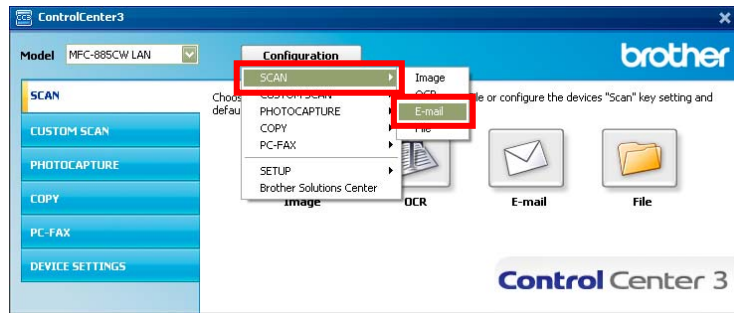 ControlCenter3
Model MFC-885CW LAN Configuration brother
SCAN
CUSTOM SCAN
PHOTOCAPTURE
COPY
PC-FAX
DEVICE SETTINGS
SCAN
CUSTOM SCAN
PHOTOCAPTURE
COPY
PC-FAX
SETUP
Brother Solutions Center
Image
OCR
E-mail
File
Choos le or configure the devices "Scan" key setting and
defau
Image OCR E-mail File
Control Center 3